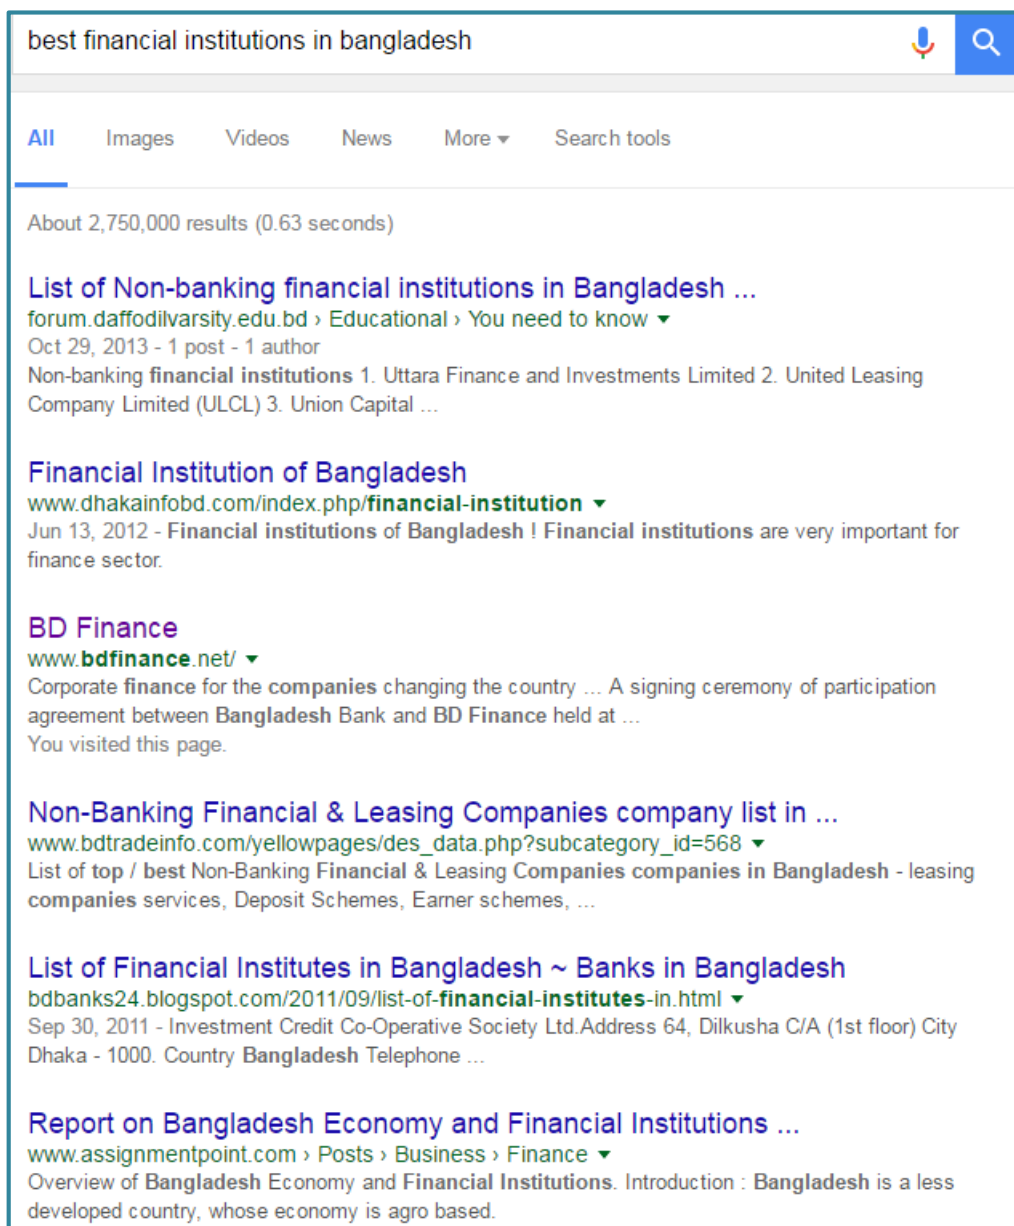 best financial institutions in bangladesh
All Images Videos News More Search tools
About 2,750,000 results (0.63 seconds)
List of Non-banking financial institutions in Bangladesh ...
forum.daffodilvarsity.edu.bd › Educational › You need to know
Oct 29, 2013 - 1 post - 1 author
Non-banking financial institutions 1. Uttara Finance and Investments Limited 2. United Leasing
Company Limited (ULCL) 3. Union Capital ...
Financial Institution of Bangladesh
www.dhakainfobd.com/index.php/financial-institution
Jun 13, 2012 - Financial institutions of Bangladesh ! Financial institutions are very important for
finance sector.
BD Finance
www.bdfinance.net/
Corporate finance for the companies changing the country ... A signing ceremony of participation
agreement between Bangladesh Bank and BD Finance held at ...
You visited this page.
Non-Banking Financial & Leasing Companies company list in ...
www.bdtradeinfo.com/yellowpages/des_data.php?subcategory_id=568
List of top / best Non-Banking Financial & Leasing Companies companies in Bangladesh - leasing
companies services, Deposit Schemes, Earner schemes, ...
List of Financial Institutes in Bangladesh ~ Banks in Bangladesh
bdbanks24.blogspot.com/2011/09/list-of-financial-institutes-in.html
Sep 30, 2011 - Investment Credit Co-Operative Society Ltd.Address 64, Dilkusha C/A (1st floor) City
Dhaka - 1000. Country Bangladesh Telephone ...
Report on Bangladesh Economy and Financial Institutions ...
www.assignmentpoint.com › Posts › Business › Finance
Overview of Bangladesh Economy and Financial Institutions. Introduction : Bangladesh is a less
developed country, whose economy is agro based.